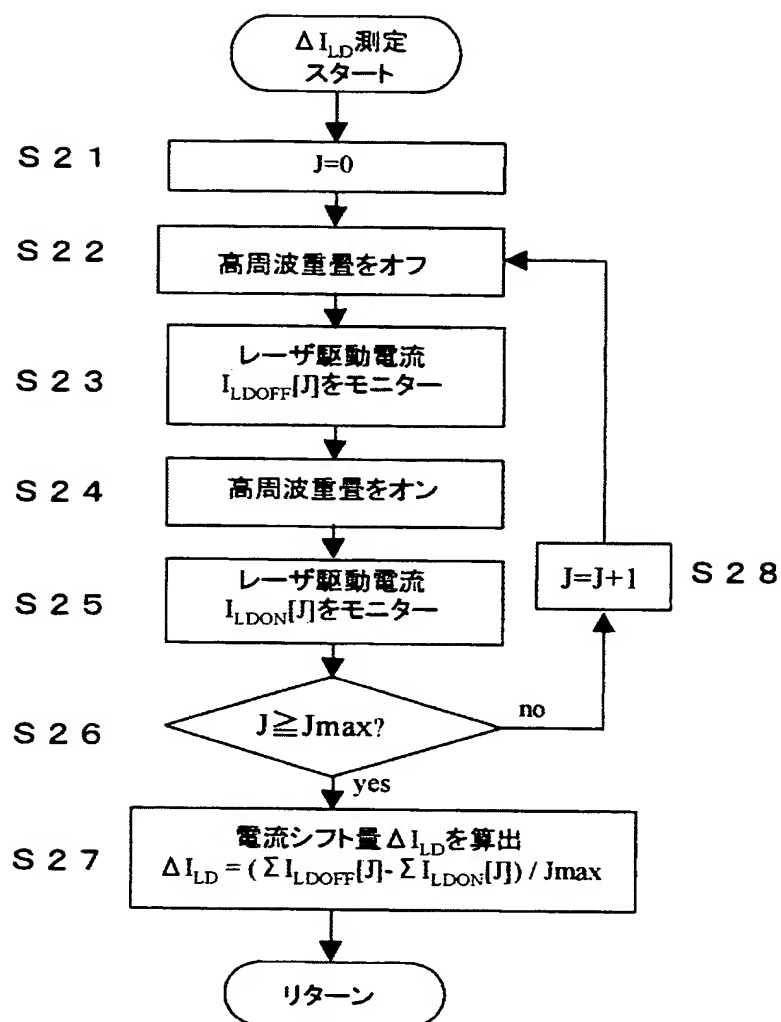 ΔI_LD測定
スタート
S21
J=0
S22
高周波重畳をオフ
S23
レーザ駆動電流
I_LDOFF[J]をモニター
S24
高周波重畳をオン
S25
レーザ駆動電流
I_LDON[J]をモニター
J=J+1
S28
S26
J≧Jmax?
no
yes
S27
電流シフト量ΔI_LDを算出
ΔI_LD = (ΣI_LDOFF[J]-ΣI_LDON[J]) / Jmax
リターン